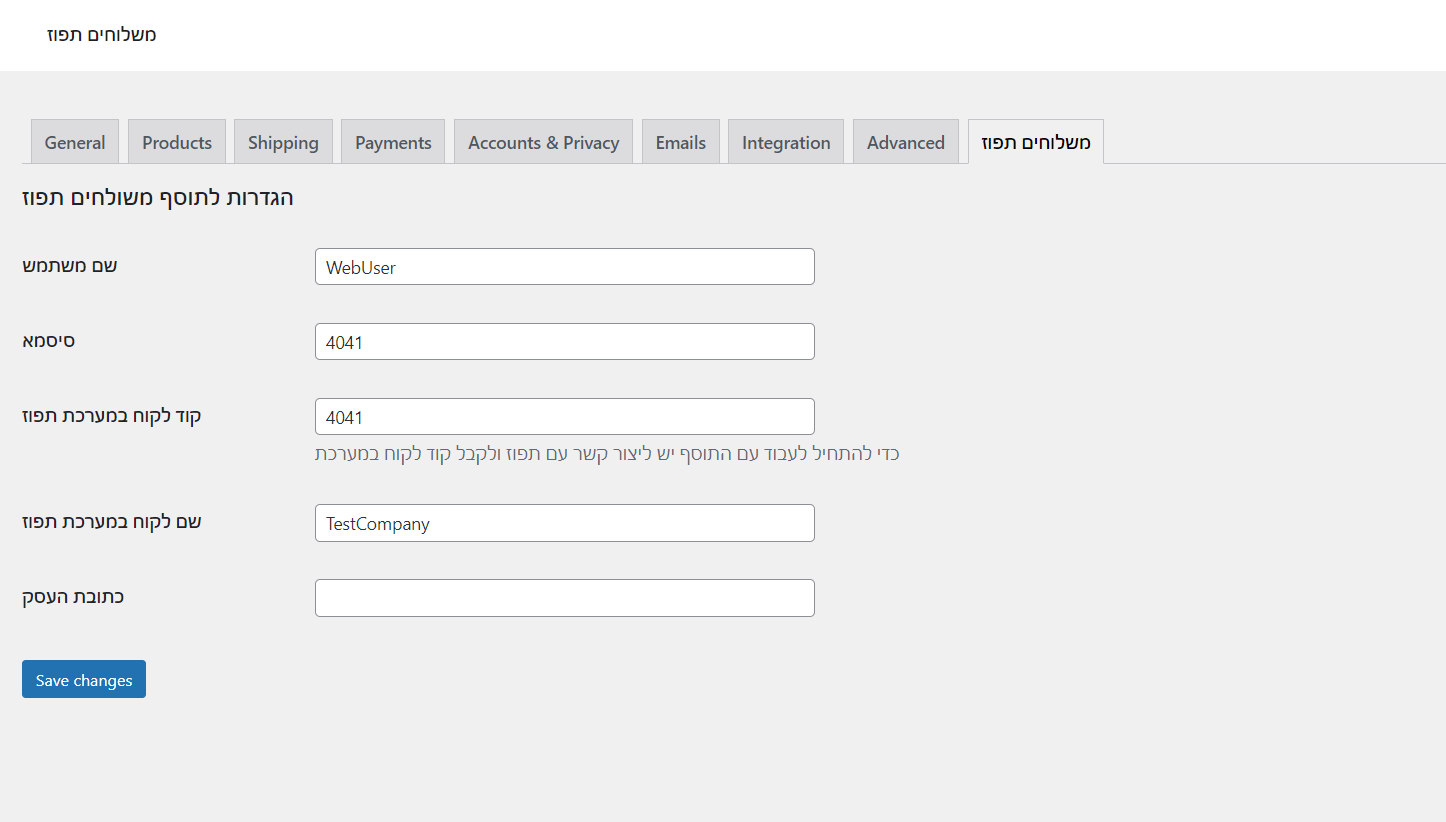 משלוחים תפוז
General
Products
Shipping
Payments
Accounts & Privacy
Emails
Integration
Advanced
משלוחים תפוז
הגדרות לתוסף משולחים תפוז
שם משתמש
WebUser
סיסמא
4041
קוד לקוח במערכת תפוז
4041
כדי להתחיל לעבוד עם התוסף יש ליצור קשר עם תפוז ולקבל קוד לקוח במערכת
שם לקוח במערכת תפוז
TestCompany
כתובת העסק
Save changes